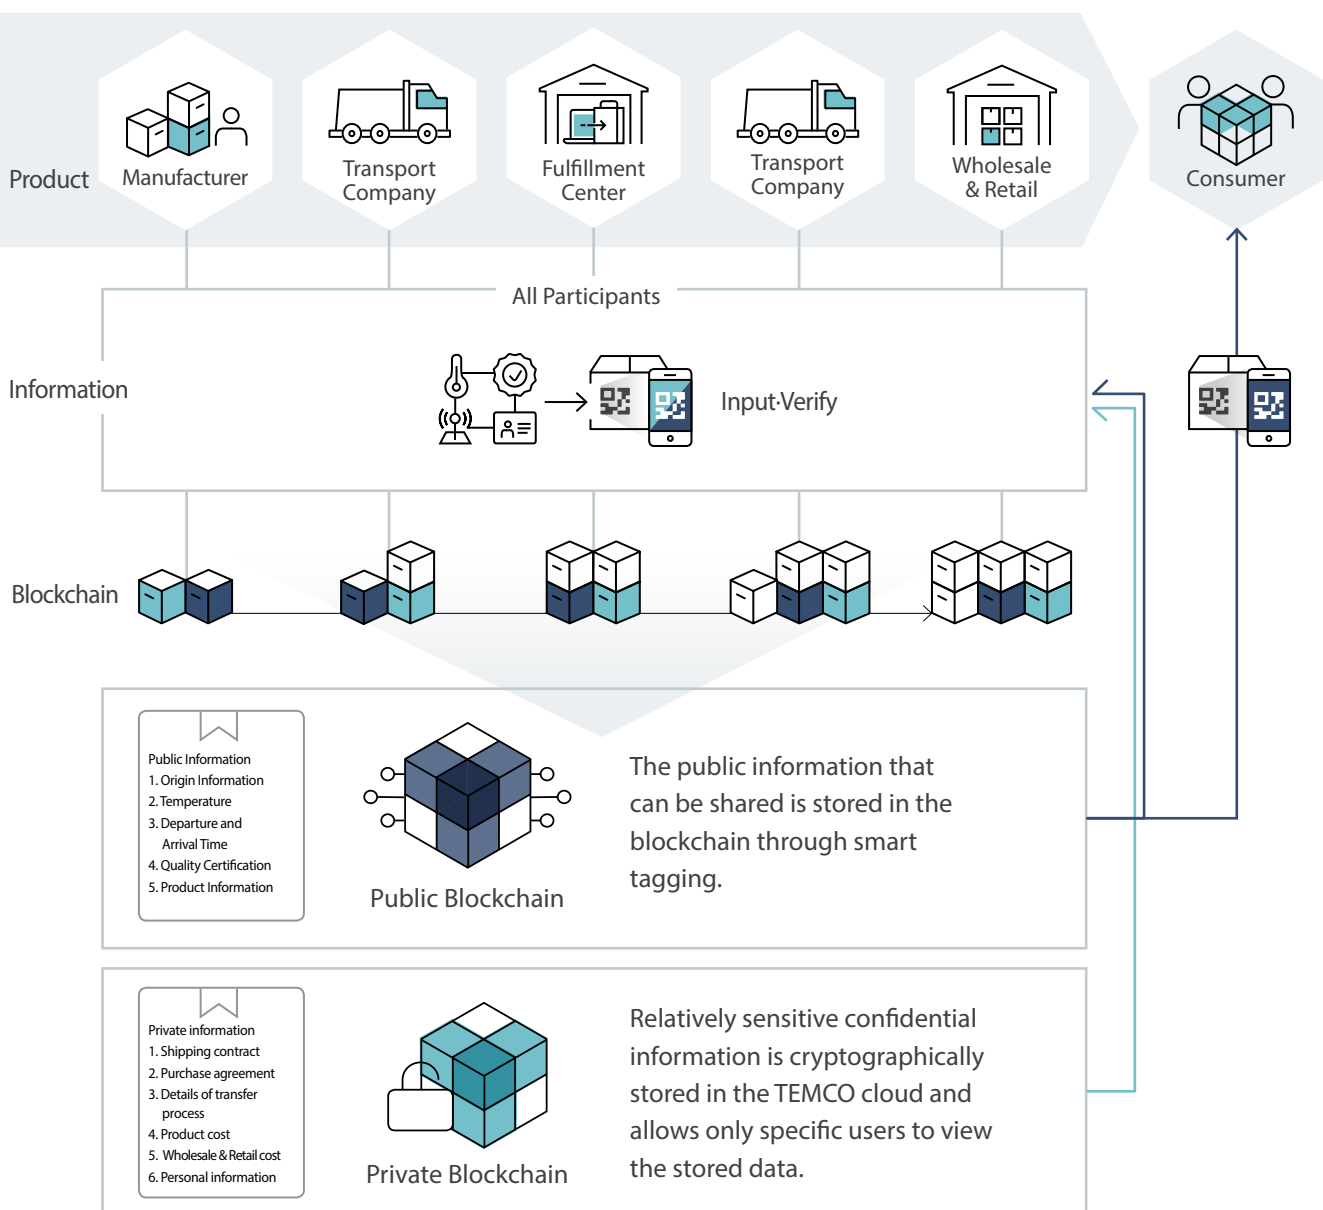 Product
Manufacturer
Transport
Company
Fulfillment
Center
Transport
Company
Wholesale
& Retail
Consumer
All Participants
Information
Input·Verify
Blockchain
Public Information
1. Origin Information
2. Temperature
3. Departure and
Arrival Time
4. Quality Certification
5. Product Information
Public Blockchain
The public information that
can be shared is stored in the
blockchain through smart
tagging.
Private information
1. Shipping contract
2. Purchase agreement
3. Details of transfer
process
4. Product cost
5. Wholesale & Retail cost
6. Personal information
Private Blockchain
Relatively sensitive confidential
information is cryptographically
stored in the TEMCO cloud and
allows only specific users to view
the stored data.